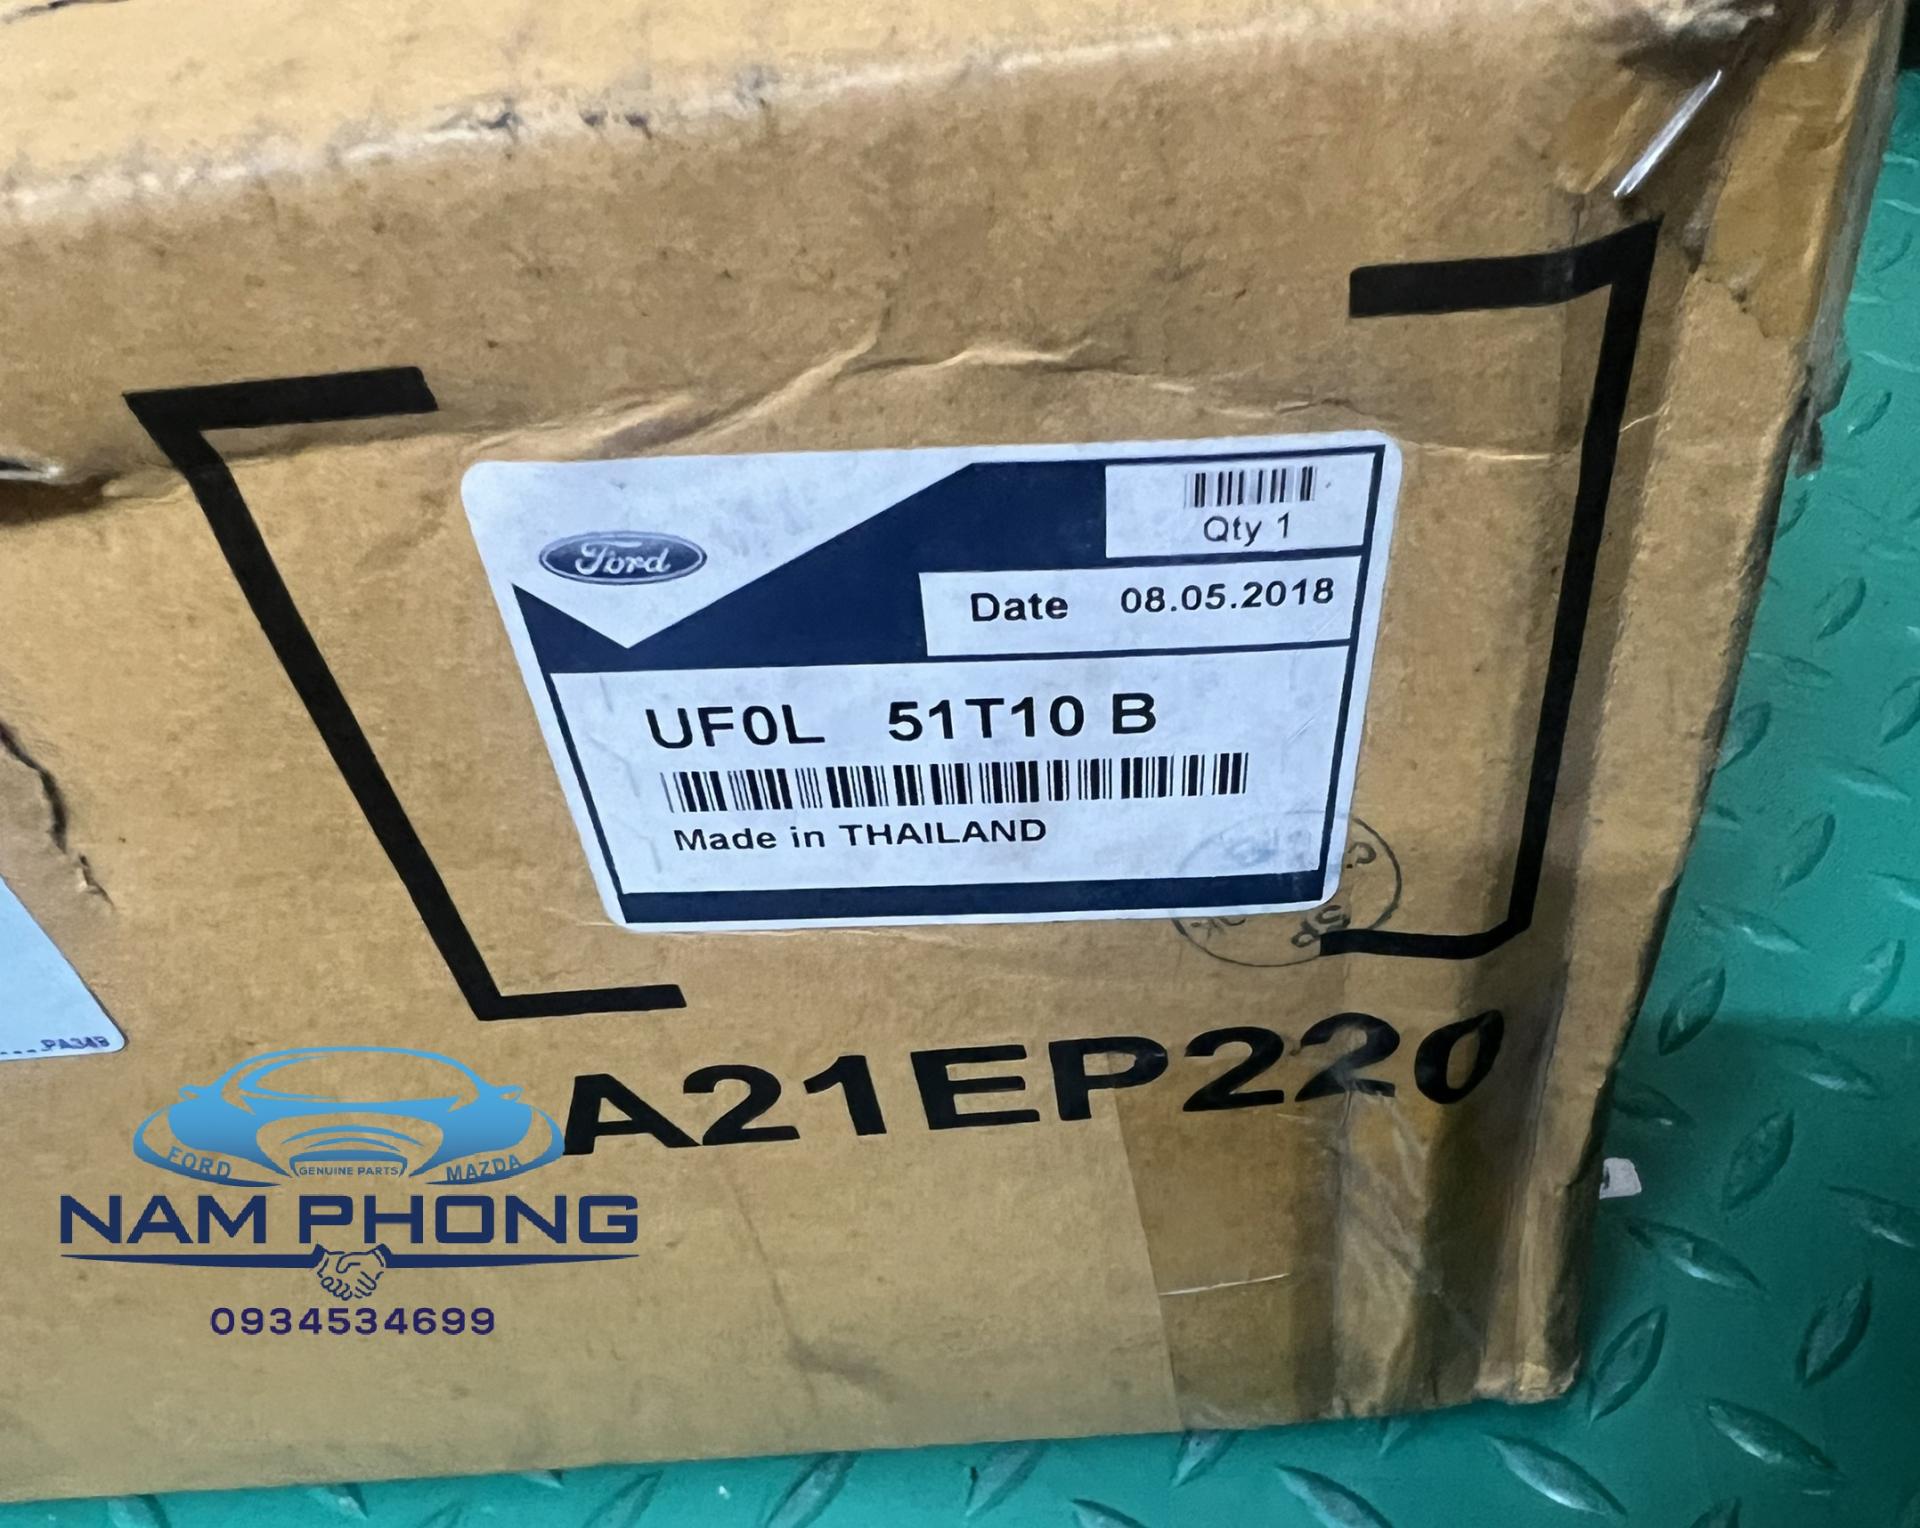 Ford
Qty 1
Date 08.05.2018
UF0L 51T10 B
Made in THAILAND
A21EP220
FORD GENUINE PARTS MAZDA
NAM PHONG
0934534699